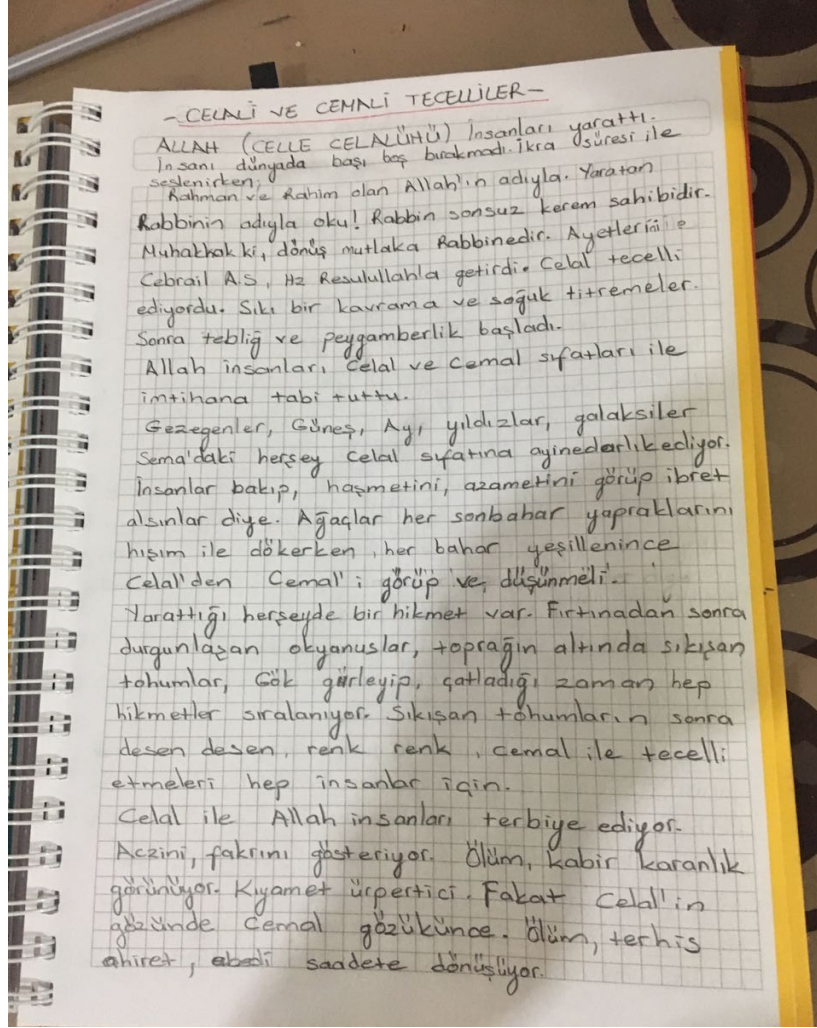 - CELALİ VE CEMALİ TECELLİLER -
ALLAH (CELLE CELALÜHÜ) İnsanları yarattı.
İnsanı dünyada başı boş bırakmadı. İkra sûresi ile
seslenirken;
Rahman ve Rahim olan Allah'ın adıyla. Yaratan
Rabbinin adıyla oku! Rabbin sonsuz kerem sahibidir.
Muhakkak ki, dönüş mutlaka Rabbinedir. Ayetlerini
Cebrail A.S, Hz Resulullahla getirdi. Celal tecelli
ediyordu. Sıkı bir kavrama ve soğuk titremeler.
Sonra tebliğ ve peygamberlik başladı.
Allah insanları Celal ve Cemal sıfatları ile
imtihana tabi tuttu.
Gezegenler, Güneş, Ay, yıldızlar, galaksiler
Sema'daki herşey Celal sıfatına ayinedarlık ediyor.
İnsanlar bakıp, haşmetini, azametini görüp ibret
alsınlar diye. Ağaçlar her sonbahar yapraklarını
hışım ile dökerken, her bahar yeşillenince
Celal'den Cemal'i görüp ve, düşünmeli.
Yarattığı herşeyde bir hikmet var. Fırtınadan sonra
durgunlaşan okyanuslar, toprağın altında sıkışan
tohumlar, Gök gürleyip, çatladığı zaman hep
hikmetler sıralanıyor. Sıkışan tohumların sonra
desen desen, renk renk, cemal ile tecelli
etmeleri hep insanlar için.
Celal ile Allah insanları terbiye ediyor.
Aczini, fakrını gösteriyor. Ölüm, kabir karanlık
görünüyor. Kıyamet ürpertici. Fakat Celal'in
gözünde Cemal gözükünce. Ölüm, terhis
ahiret, ebedi saadete dönüşüyor.